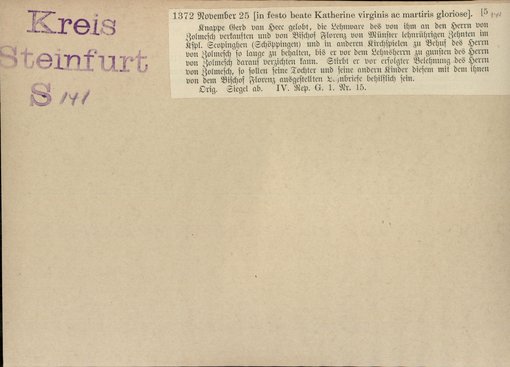 Kreis
Steinfurt
S 141
1372 November 25 [in festo beate Katherine virginis ac martiris gloriose]. [5
Knappe Gerd van Here gelobt, die Lehnware des von ihm an den Herrn von
Zolmesch verkauften und von Bischof Florenz von Münster lehnrührigen Zehnten im
Kspl. Scopinghen (Schöppingen) und in anderen Kirchspielen zu Behuf des Herrn
von Zolmesch so lange zu behalten, bis er vor dem Lehnsherrn zu gunsten des Herrn
von Zolmesch darauf verzichten kann. Stirbt er vor erfolgter Belehnung des Herrn
von Zolmesch, so sollen seine Tochter und seine andern Kinder diesem mit dem ihnen
von dem Bischof Florenz ausgestellten behilflich sein.
Orig. Siegel ab. IV. Rep. G. 1. Nr. 15.